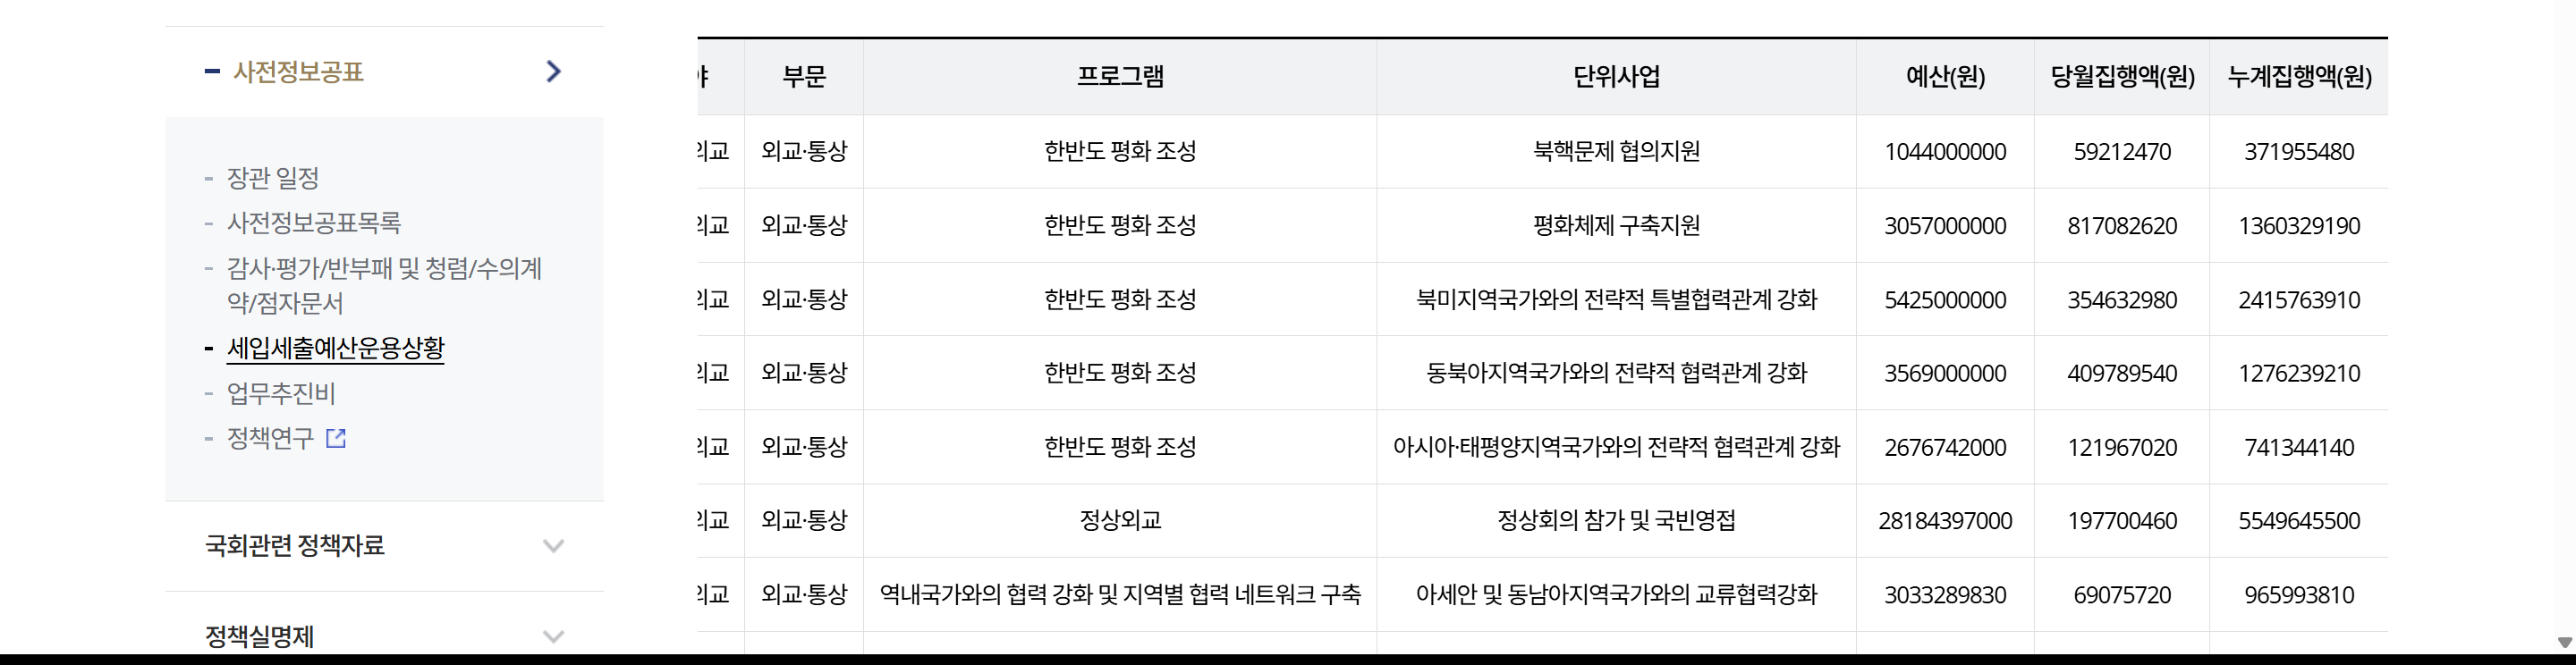 사전정보공표
장관 일정
사전정보공표목록
감사·평가/반부패 및 청렴/수의계
약/점자문서
세입세출예산운용상황
업무추진비
정책연구
국회관련 정책자료
정책실명제
야 부문 프로그램 단위사업 예산(원) 당월집행액(원) 누계집행액(원)
외교 외교·통상 한반도 평화 조성 북핵문제 협의지원 1044000000 59212470 371955480
외교 외교·통상 한반도 평화 조성 평화체제 구축지원 3057000000 817082620 1360329190
외교 외교·통상 한반도 평화 조성 북미지역국가와의 전략적 특별협력관계 강화 5425000000 354632980 2415763910
외교 외교·통상 한반도 평화 조성 동북아지역국가와의 전략적 협력관계 강화 3569000000 409789540 1276239210
외교 외교·통상 한반도 평화 조성 아시아·태평양지역국가와의 전략적 협력관계 강화 2676742000 121967020 741344140
외교 외교·통상 정상외교 정상회의 참가 및 국빈영접 28184397000 197700460 5549645500
외교 외교·통상 역내국가와의 협력 강화 및 지역별 협력 네트워크 구축 아세안 및 동남아지역국가와의 교류협력강화 3033289830 69075720 965993810